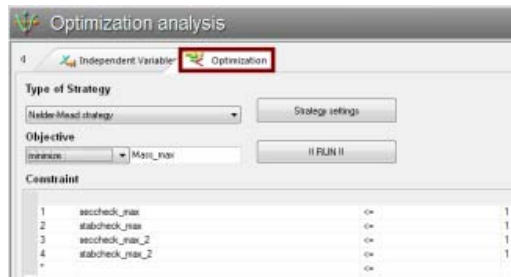 Optimization analysis
4 Independent Variable Optimization
Type of Strategy
Nelder-Mead strategy Strategy settings
Objective
minimize Mass_max !! RUN !!
Constraint
1 seccheck_max <= 1
2 stabcheck_max <= 1
3 seccheck_max_2 <= 1
4 stabcheck_max_2 <= 1
* <=